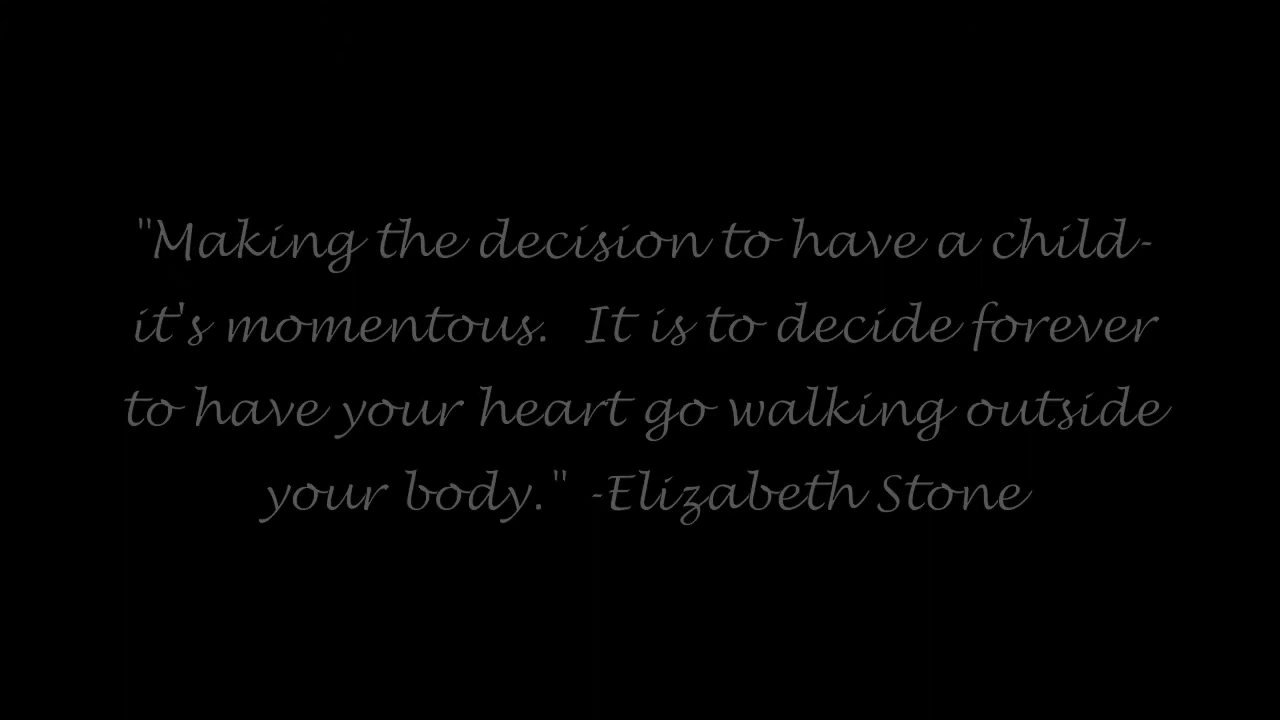 "Making the decision to have a child-
it's momentous.  It is to decide forever
to have your heart go walking outside
your body."  -Elizabeth Stone